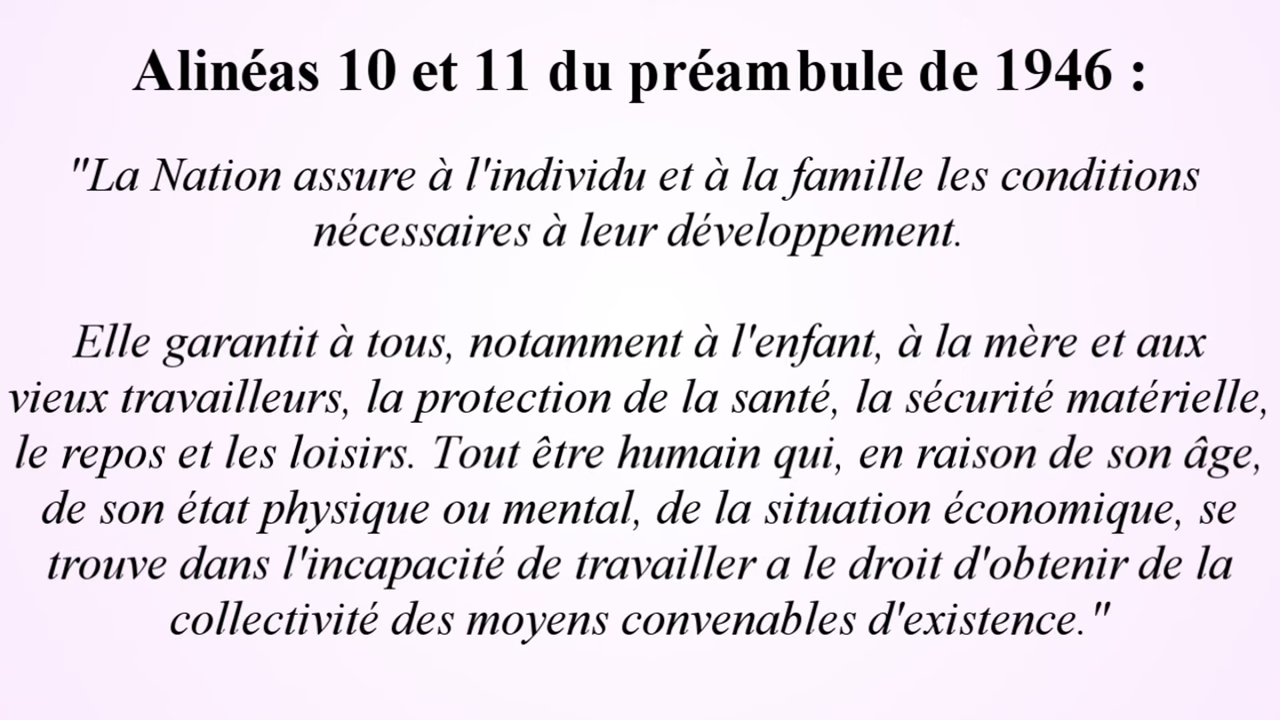 Alinéas 10 et 11 du préambule de 1946 :
"La Nation assure à l'individu et à la famille les conditions
nécessaires à leur développement.
Elle garantit à tous, notamment à l'enfant, à la mère et aux
vieux travailleurs, la protection de la santé, la sécurité matérielle,
le repos et les loisirs. Tout être humain qui, en raison de son âge,
de son état physique ou mental, de la situation économique, se
trouve dans l'incapacité de travailler a le droit d'obtenir de la
collectivité des moyens convenables d'existence."